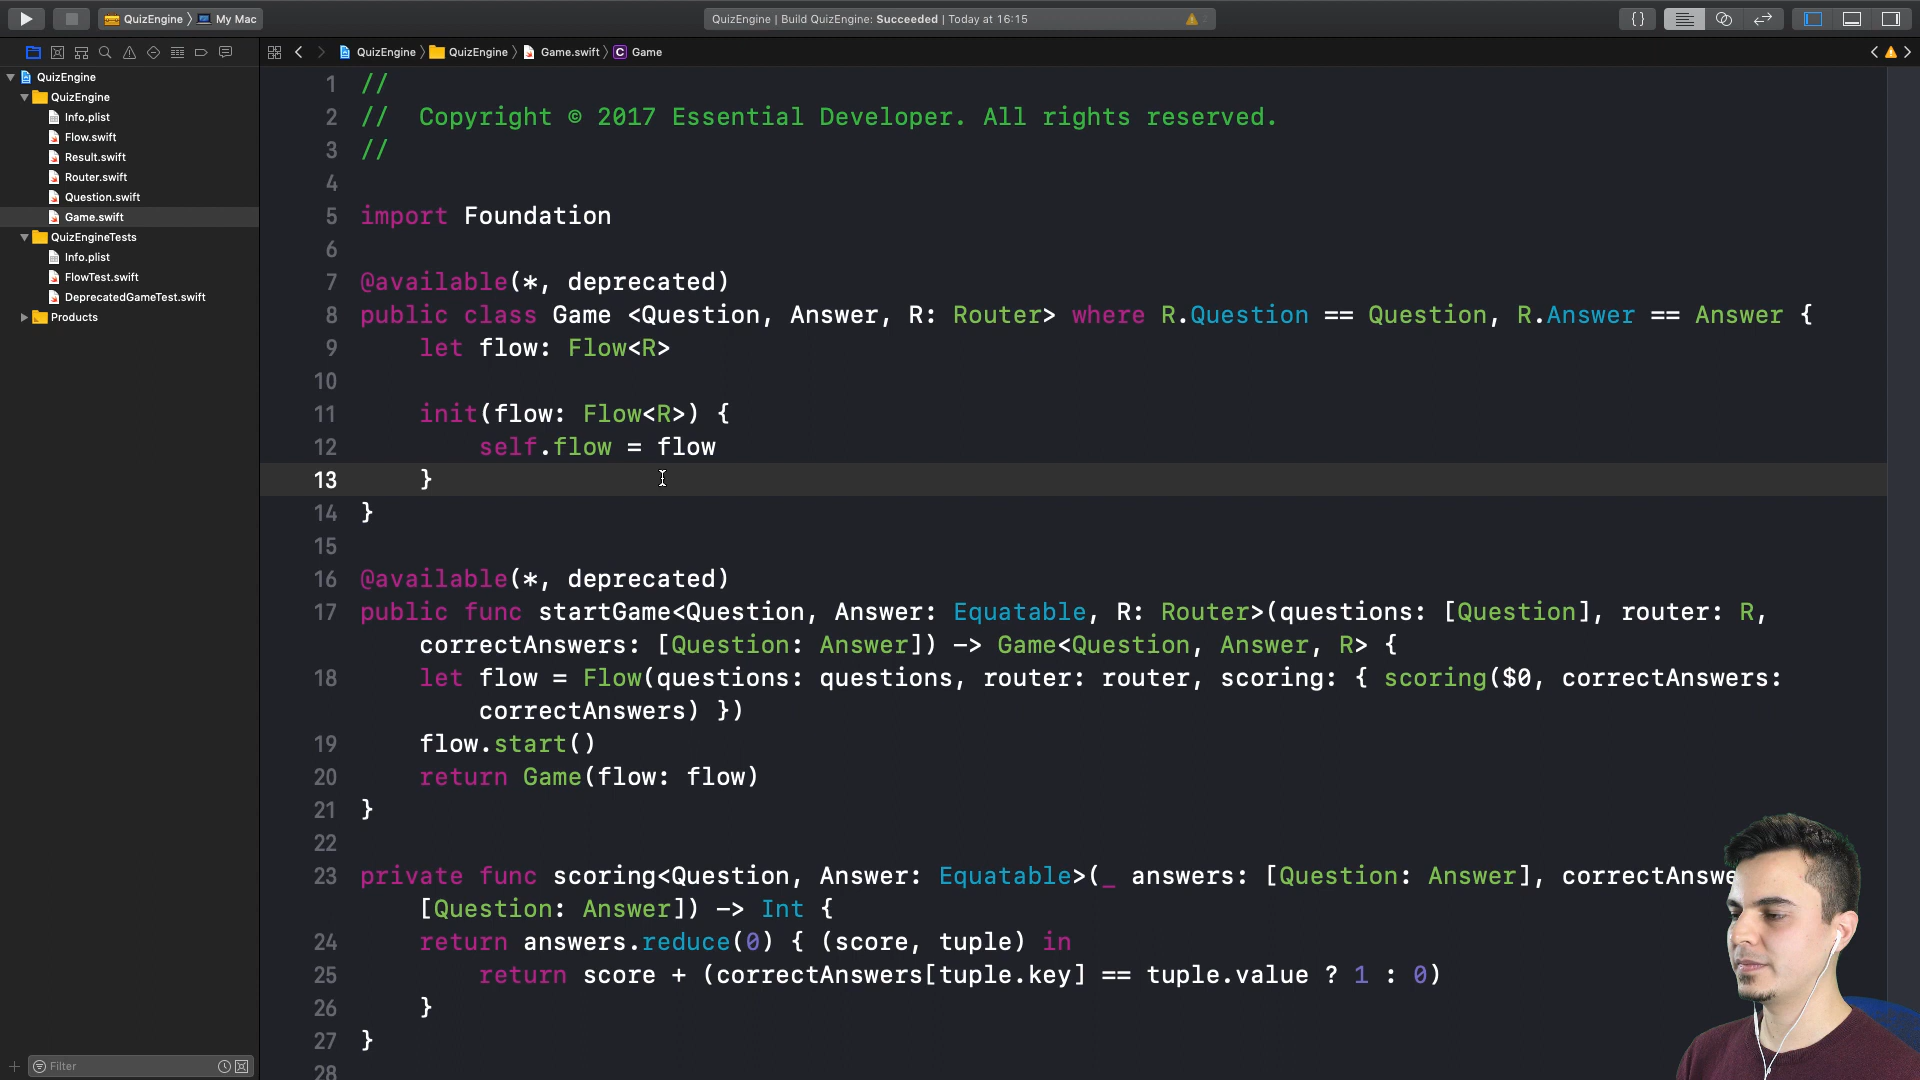 QuizEngine
My Mac
QuizEngine | Build QuizEngine: Succeeded | Today at 16:15
{}
QuizEngine
QuizEngine
Game.swift
C Game
QuizEngine
QuizEngine
Info.plist
Flow.swift
Result.swift
Router.swift
Question.swift
Game.swift
QuizEngineTests
Info.plist
FlowTest.swift
DeprecatedGameTest.swift
Products
Filter
1 //
2 //  Copyright © 2017 Essential Developer. All rights reserved.
3 //
4
5 import Foundation
6
7 @available(*, deprecated)
8 public class Game <Question, Answer, R: Router> where R.Question == Question, R.Answer == Answer {
9     let flow: Flow<R>
10
11     init(flow: Flow<R>) {
12         self.flow = flow
13     }
14 }
15
16 @available(*, deprecated)
17 public func startGame<Question, Answer: Equatable, R: Router>(questions: [Question], router: R,
correctAnswers: [Question: Answer]) -> Game<Question, Answer, R> {
18     let flow = Flow(questions: questions, router: router, scoring: { scoring($0, correctAnswers:
correctAnswers) })
19     flow.start()
20     return Game(flow: flow)
21 }
22
23 private func scoring<Question, Answer: Equatable>(_ answers: [Question: Answer], correctAnswe
[Question: Answer]) -> Int {
24     return answers.reduce(0) { (score, tuple) in
25         return score + (correctAnswers[tuple.key] == tuple.value ? 1 : 0)
26     }
27 }
28